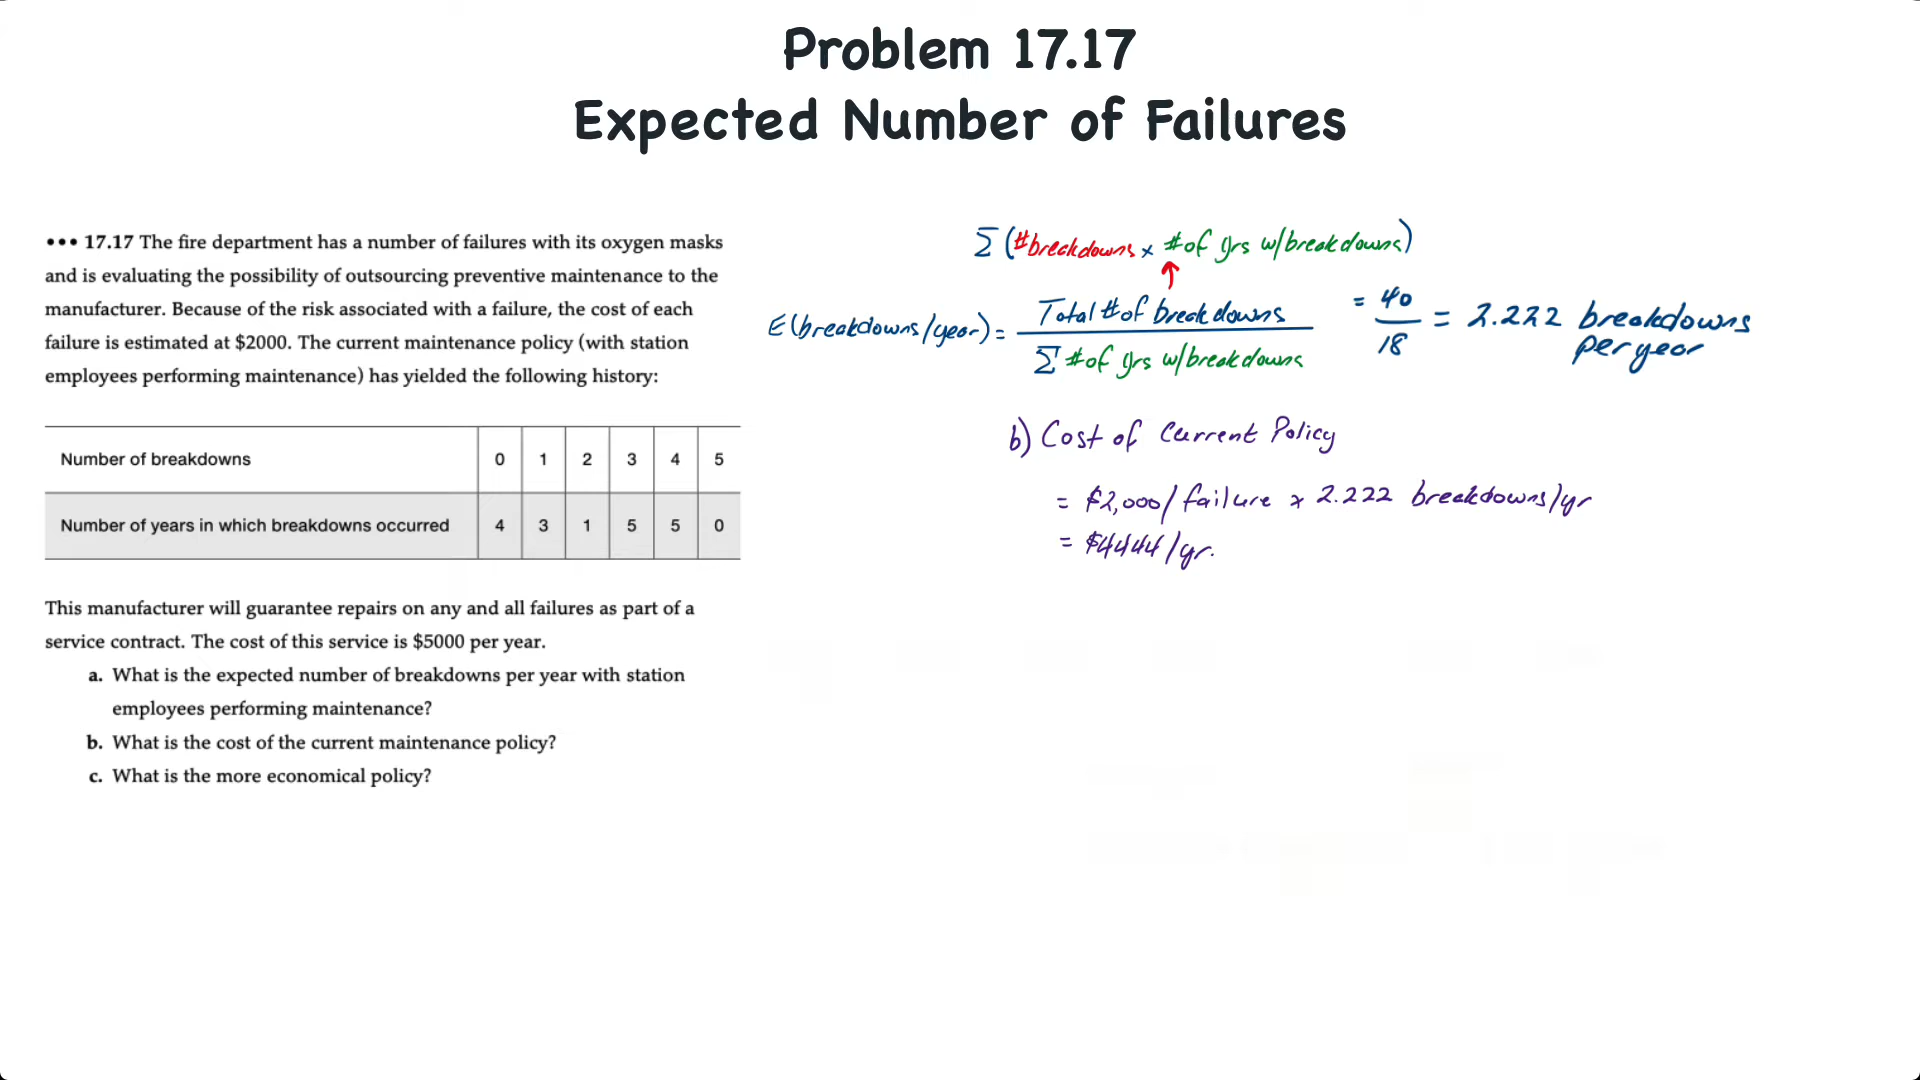 Problem 17.17
Expected Number of Failures
••• 17.17 The fire department has a number of failures with its oxygen masks
and is evaluating the possibility of outsourcing preventive maintenance to the
manufacturer. Because of the risk associated with a failure, the cost of each
failure is estimated at $2000. The current maintenance policy (with station
employees performing maintenance) has yielded the following history:
Number of breakdowns 0 1 2 3 4 5
Number of years in which breakdowns occurred 4 3 1 5 5 0
This manufacturer will guarantee repairs on any and all failures as part of a
service contract. The cost of this service is $5000 per year.
a. What is the expected number of breakdowns per year with station
employees performing maintenance?
b. What is the cost of the current maintenance policy?
c. What is the more economical policy?
Σ (#breakdowns × # of yrs w/breakdowns)
↑
E(breakdowns/year) = Total # of breakdowns / Σ # of yrs w/breakdowns = 40 / 18 = 2.222 breakdowns
per year
b) Cost of Current Policy
= $2,000/failure × 2.222 breakdowns/yr
= $4444/yr.